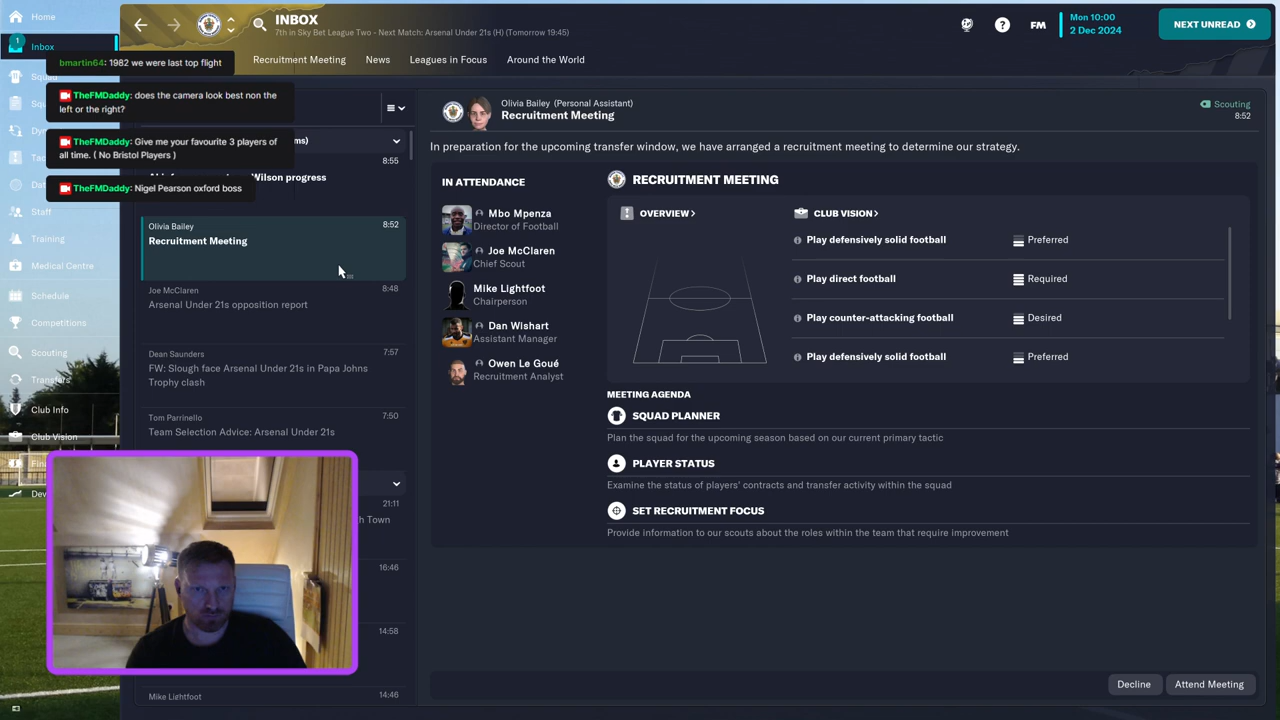 Home
INBOX
7th in Sky Bet League Two - Next Match: Arsenal Under 21s (H) (Tomorrow 19:45)
FM
Mon 10:00
2 Dec 2024
NEXT UNREAD
1
Inbox
Recruitment Meeting
News
Leagues in Focus
Around the World
bmartin64: 1982 we were last top flight
TheFMDaddy: does the camera look best non the
left or the right?
TheFMDaddy: Give me your favourite 3 players
of all time. ( No Bristol Players )
TheFMDaddy: Nigel Pearson oxford boss
Squad
Staff
Training
Medical Centre
Schedule
Competitions
Scouting
Transfers
Club Info
Club Vision
8:55
Wilson progress
Olivia Bailey
8:52
Recruitment Meeting
Joe McClaren
8:48
Arsenal Under 21s opposition report
Dean Saunders
7:57
FW: Slough face Arsenal Under 21s in Papa Johns
Trophy clash
Tom Parrinello
7:50
Team Selection Advice: Arsenal Under 21s
21:11
Town
16:46
14:58
Mike Lightfoot
14:46
Olivia Bailey (Personal Assistant)
Recruitment Meeting
Scouting
8:52
In preparation for the upcoming transfer window, we have arranged a recruitment meeting to determine our strategy.
IN ATTENDANCE
Mbo Mpenza
Director of Football
Joe McClaren
Chief Scout
Mike Lightfoot
Chairperson
Dan Wishart
Assistant Manager
Owen Le Goué
Recruitment Analyst
RECRUITMENT MEETING
OVERVIEW
CLUB VISION
Play defensively solid football
Preferred
Play direct football
Required
Play counter-attacking football
Desired
Play defensively solid football
Preferred
MEETING AGENDA
SQUAD PLANNER
Plan the squad for the upcoming season based on our current primary tactic
PLAYER STATUS
Examine the status of players' contracts and transfer activity within the squad
SET RECRUITMENT FOCUS
Provide information to our scouts about the roles within the team that require improvement
Decline
Attend Meeting